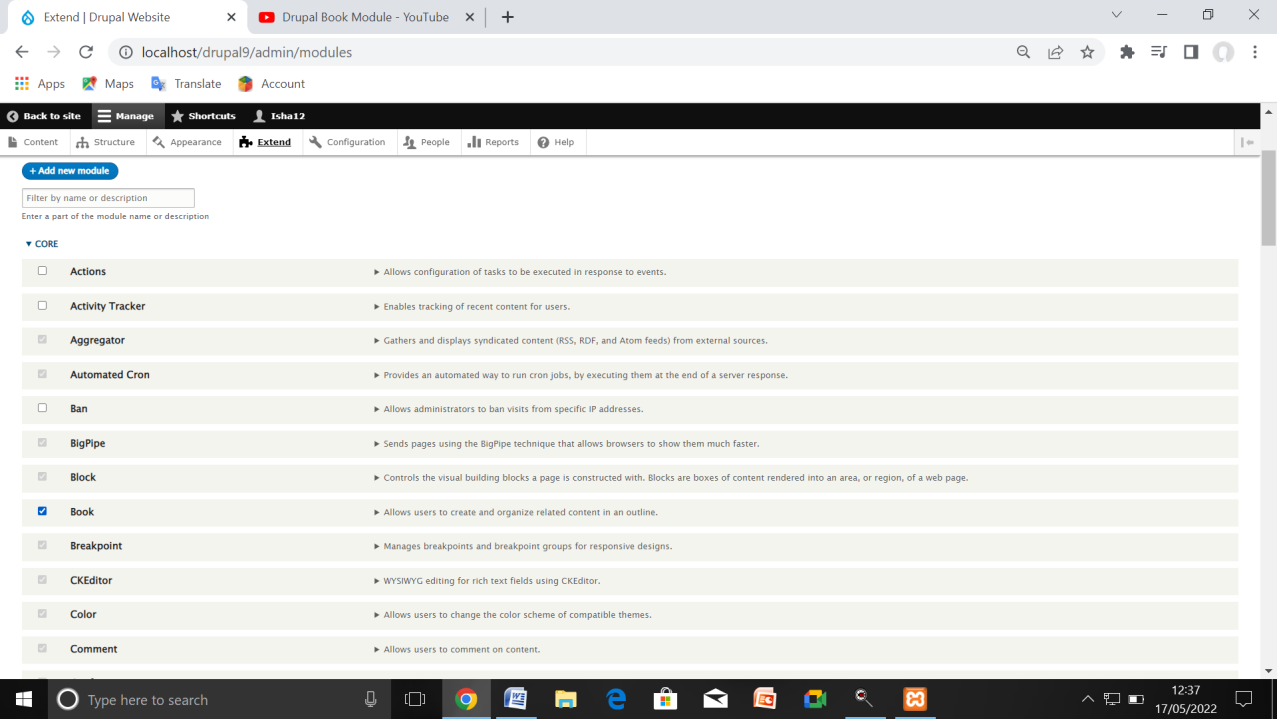 Extend | Drupal Website
Drupal Book Module - YouTube
localhost/drupal9/admin/modules
Apps Maps Translate Account
Back to site Manage Shortcuts Isha12
Content Structure Appearance Extend Configuration People Reports Help
+ Add new module
Filter by name or description
Enter a part of the module name or description
▼ CORE
Actions ► Allows configuration of tasks to be executed in response to events.
Activity Tracker ► Enables tracking of recent content for users.
Aggregator ► Gathers and displays syndicated content (RSS, RDF, and Atom feeds) from external sources.
Automated Cron ► Provides an automated way to run cron jobs, by executing them at the end of a server response.
Ban ► Allows administrators to ban visits from specific IP addresses.
BigPipe ► Sends pages using the BigPipe technique that allows browsers to show them much faster.
Block ► Controls the visual building blocks a page is constructed with. Blocks are boxes of content rendered into an area, or region, of a web page.
Book ► Allows users to create and organize related content in an outline.
Breakpoint ► Manages breakpoints and breakpoint groups for responsive designs.
CKEditor ► WYSIWYG editing for rich text fields using CKEditor.
Color ► Allows users to change the color scheme of compatible themes.
Comment ► Allows users to comment on content.
Type here to search
12:37
17/05/2022